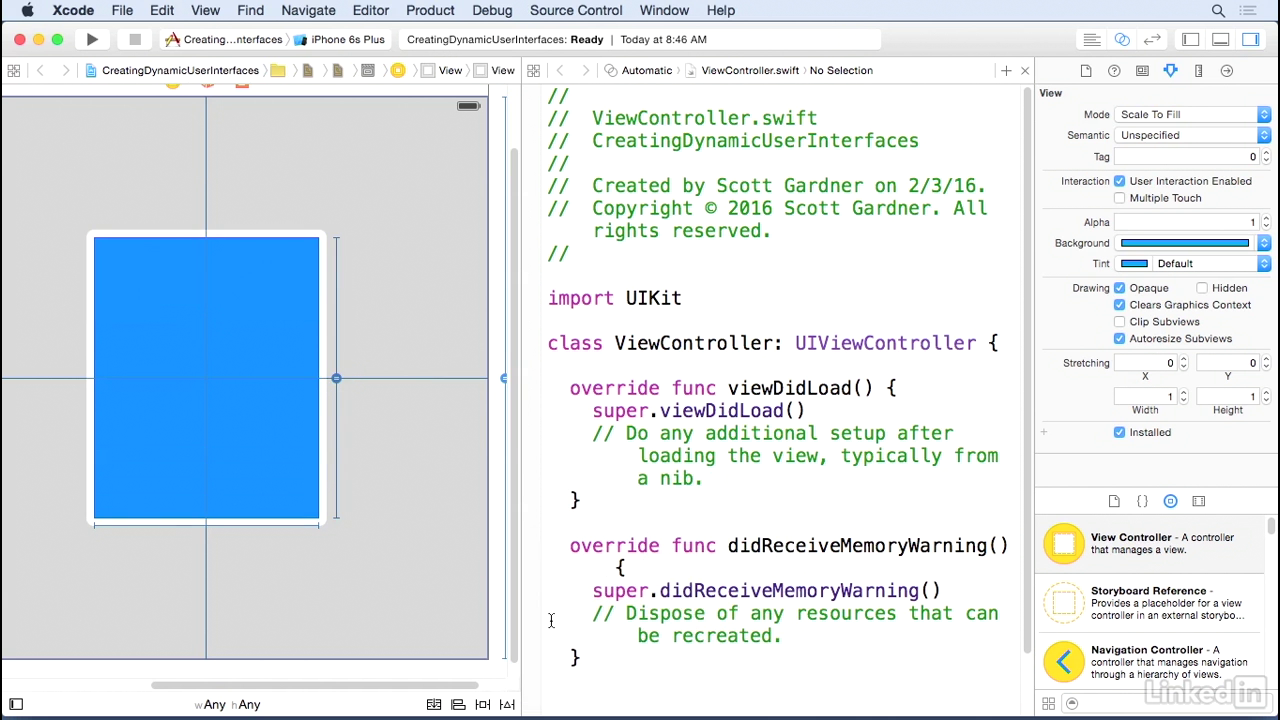 Xcode File Edit View Find Navigate Editor Product Debug Source Control Window Help
Creating...nterfaces iPhone 6s Plus CreatingDynamicUserInterfaces: Ready Today at 8:46 AM
CreatingDynamicUserInterfaces View View
Automatic ViewController.swift No Selection
//
// ViewController.swift
// CreatingDynamicUserInterfaces
//
// Created by Scott Gardner on 2/3/16.
// Copyright © 2016 Scott Gardner. All
rights reserved.
//
import UIKit
class ViewController: UIViewController {
override func viewDidLoad() {
super.viewDidLoad()
// Do any additional setup after
loading the view, typically from
a nib.
}
override func didReceiveMemoryWarning()
{
super.didReceiveMemoryWarning()
// Dispose of any resources that can
be recreated.
}
View
Mode Scale To Fill
Semantic Unspecified
Tag 0
Interaction User Interaction Enabled
Multiple Touch
Alpha 1
Background
Tint Default
Drawing Opaque Hidden
Clears Graphics Context
Clip Subviews
Autoresize Subviews
Stretching 0 0
X Y
1 1
Width Height
Installed
View Controller - A controller
that manages a view.
Storyboard Reference -
Provides a placeholder for a view
controller in an external storybo...
Navigation Controller - A
controller that manages navigation
through a hierarchy of views.
wAny hAny
Linked in